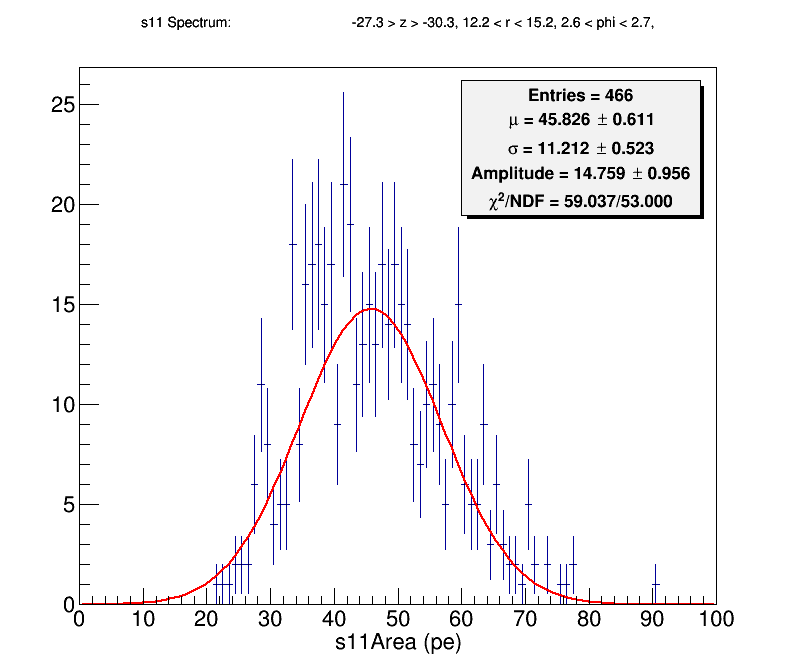 s11 Spectrum: -27.3 > z > -30.3, 12.2 < r < 15.2, 2.6 < phi < 2.7,
Entries = 466
μ = 45.826 ± 0.611
σ = 11.212 ± 0.523
Amplitude = 14.759 ± 0.956
χ²/NDF = 59.037/53.000
25
20
15
10
5
0
0 10 20 30 40 50 60 70 80 90 100
s11Area (pe)